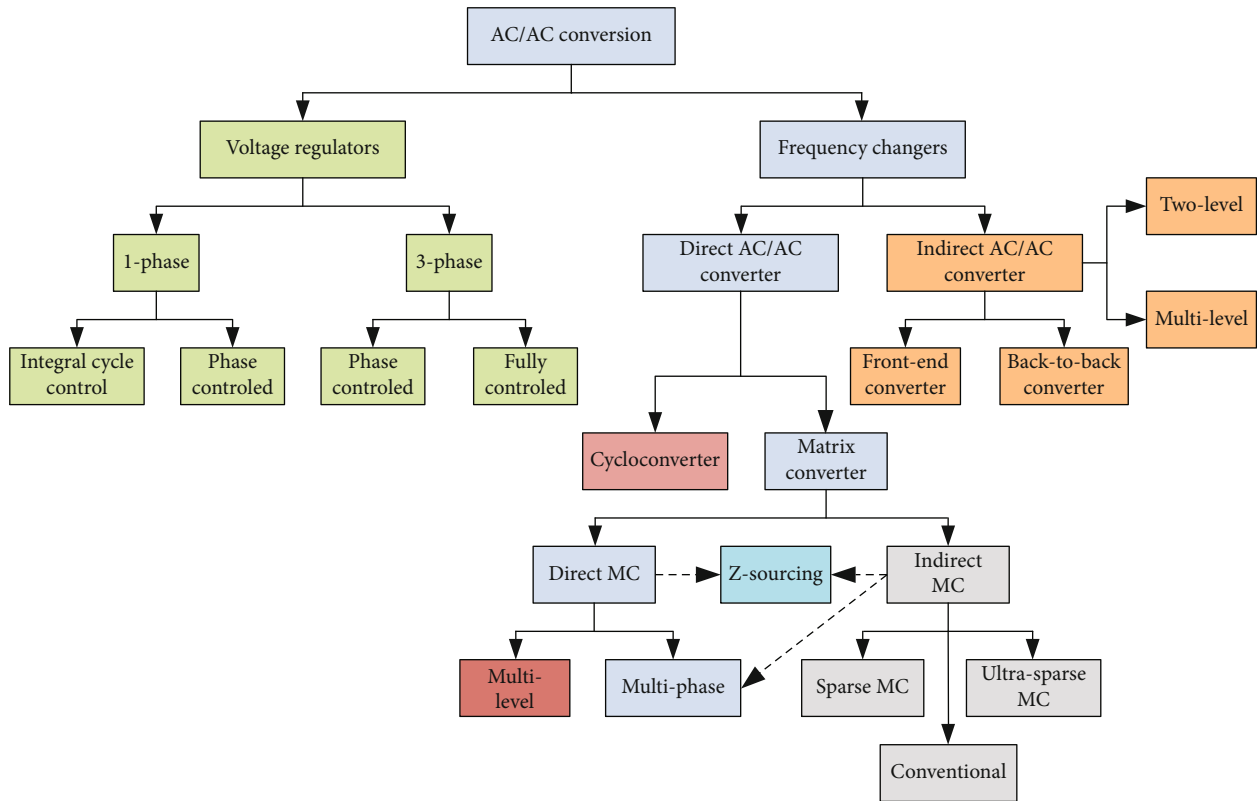 AC/AC conversion
Voltage regulators
Frequency changers
Two-level
1-phase
3-phase
Direct AC/AC
converter
Indirect AC/AC
converter
Multi-level
Integral cycle
control
Phase
controled
Phase
controled
Fully
controled
Front-end
converter
Back-to-back
converter
Cycloconverter
Matrix
converter
Direct MC
Z-sourcing
Indirect
MC
Multi-
level
Multi-phase
Sparse MC
Ultra-sparse
MC
Conventional